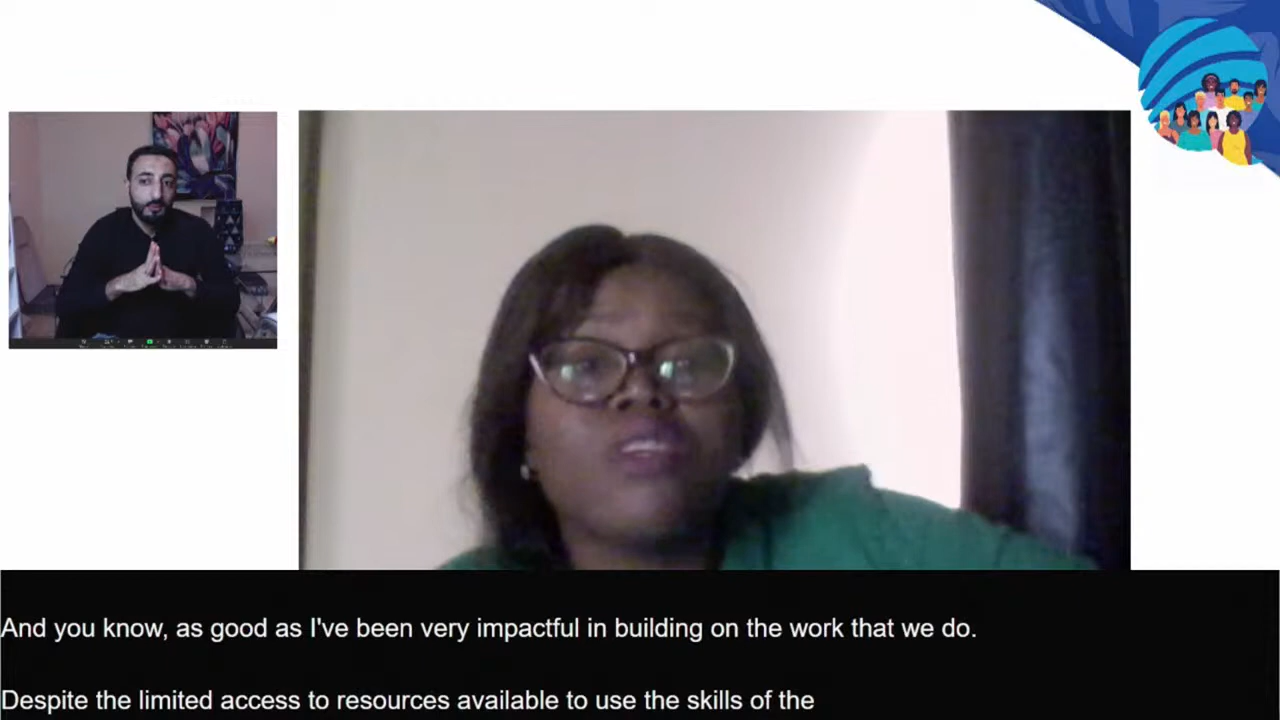 And you know, as good as I've been very impactful in building on the work that we do.
Despite the limited access to resources available to use the skills of the